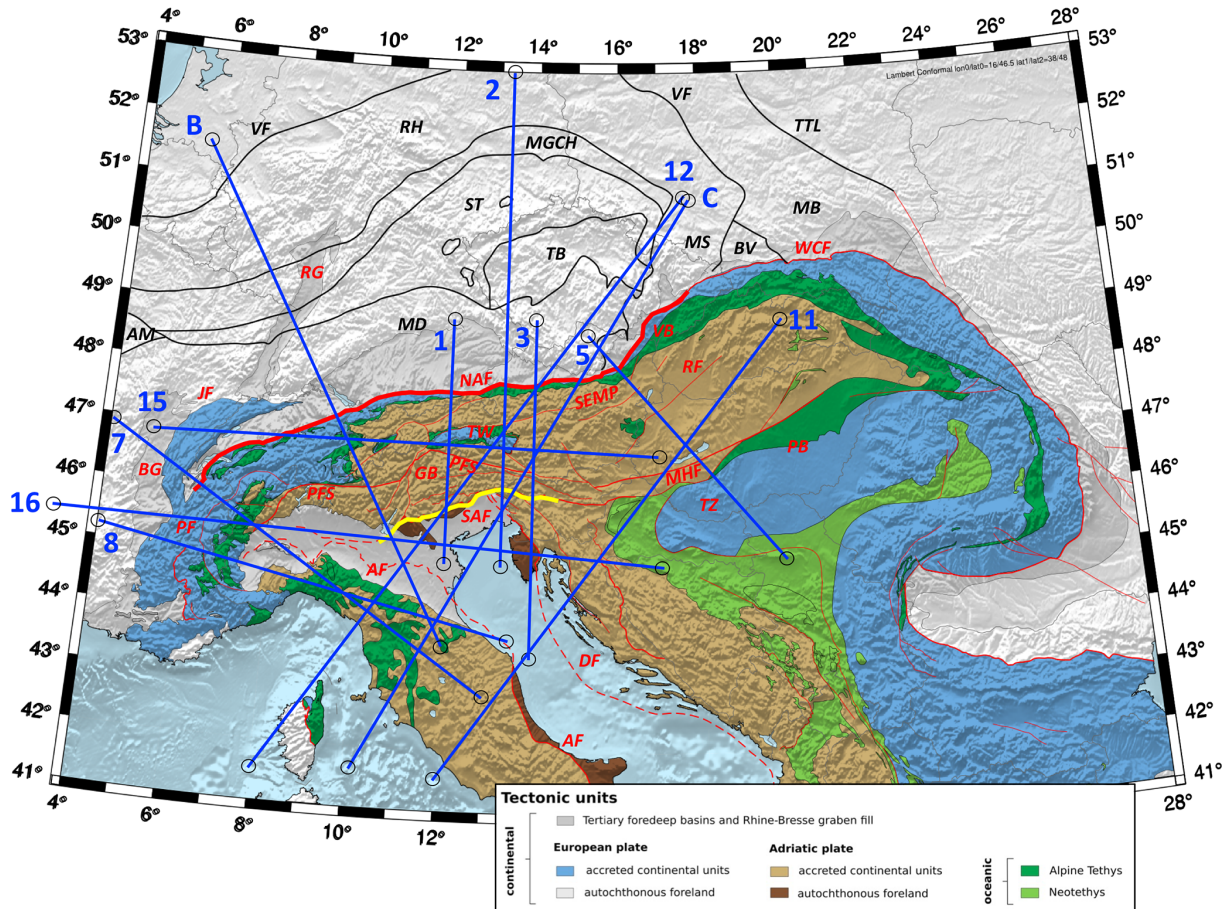 4° 6° 8° 10° 12° 14° 16° 18° 20° 22° 24° 26° 28°
53° 53°
Lambert Conformal lon0/lat0=16/46.5 lat1/lat2=38/48
52° 2 VF 52°
B VF RH TTL
51° MGCH 51°
12
ST C MB
50° MS BV 50°
TB WCF
RG
49° 49°
AM MD 1 3 5 VB 11
48° 48°
NAF RF
SEMP
JF
47° 15 47°
7 TW PB
BG GB PFS MHF
46° PFS 46°
16 TZ
PF SAF
45° 8 45°
AF
44° 44°
43° DF 43°
42° AF 42°
41° 41°
4° 6° 8° 10° 12° 28°
Tectonic units
continental
Tertiary foredeep basins and Rhine-Bresse graben fill
European plate
accreted continental units
autochthonous foreland
Adriatic plate
accreted continental units
autochthonous foreland
oceanic
Alpine Tethys
Neotethys